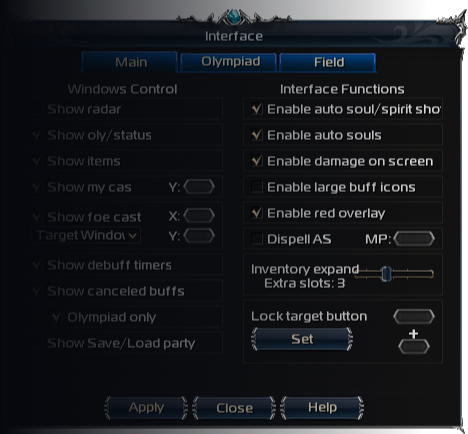 Interface
Main
Olympiad
Field
Windows Control
Show radar
Show oly/status
Show items
Show my cas Y:
Show foe cast X:
Target Window Y:
Show debuff timers
Show canceled buffs
Olympiad only
Show Save/Load party
Interface Functions
Enable auto soul/spirit sho
Enable auto souls
Enable damage on screen
Enable large buff icons
Enable red overlay
Dispell AS MP:
Inventory expand
Extra slots: 3
Lock target button
Set
+
Apply
Close
Help